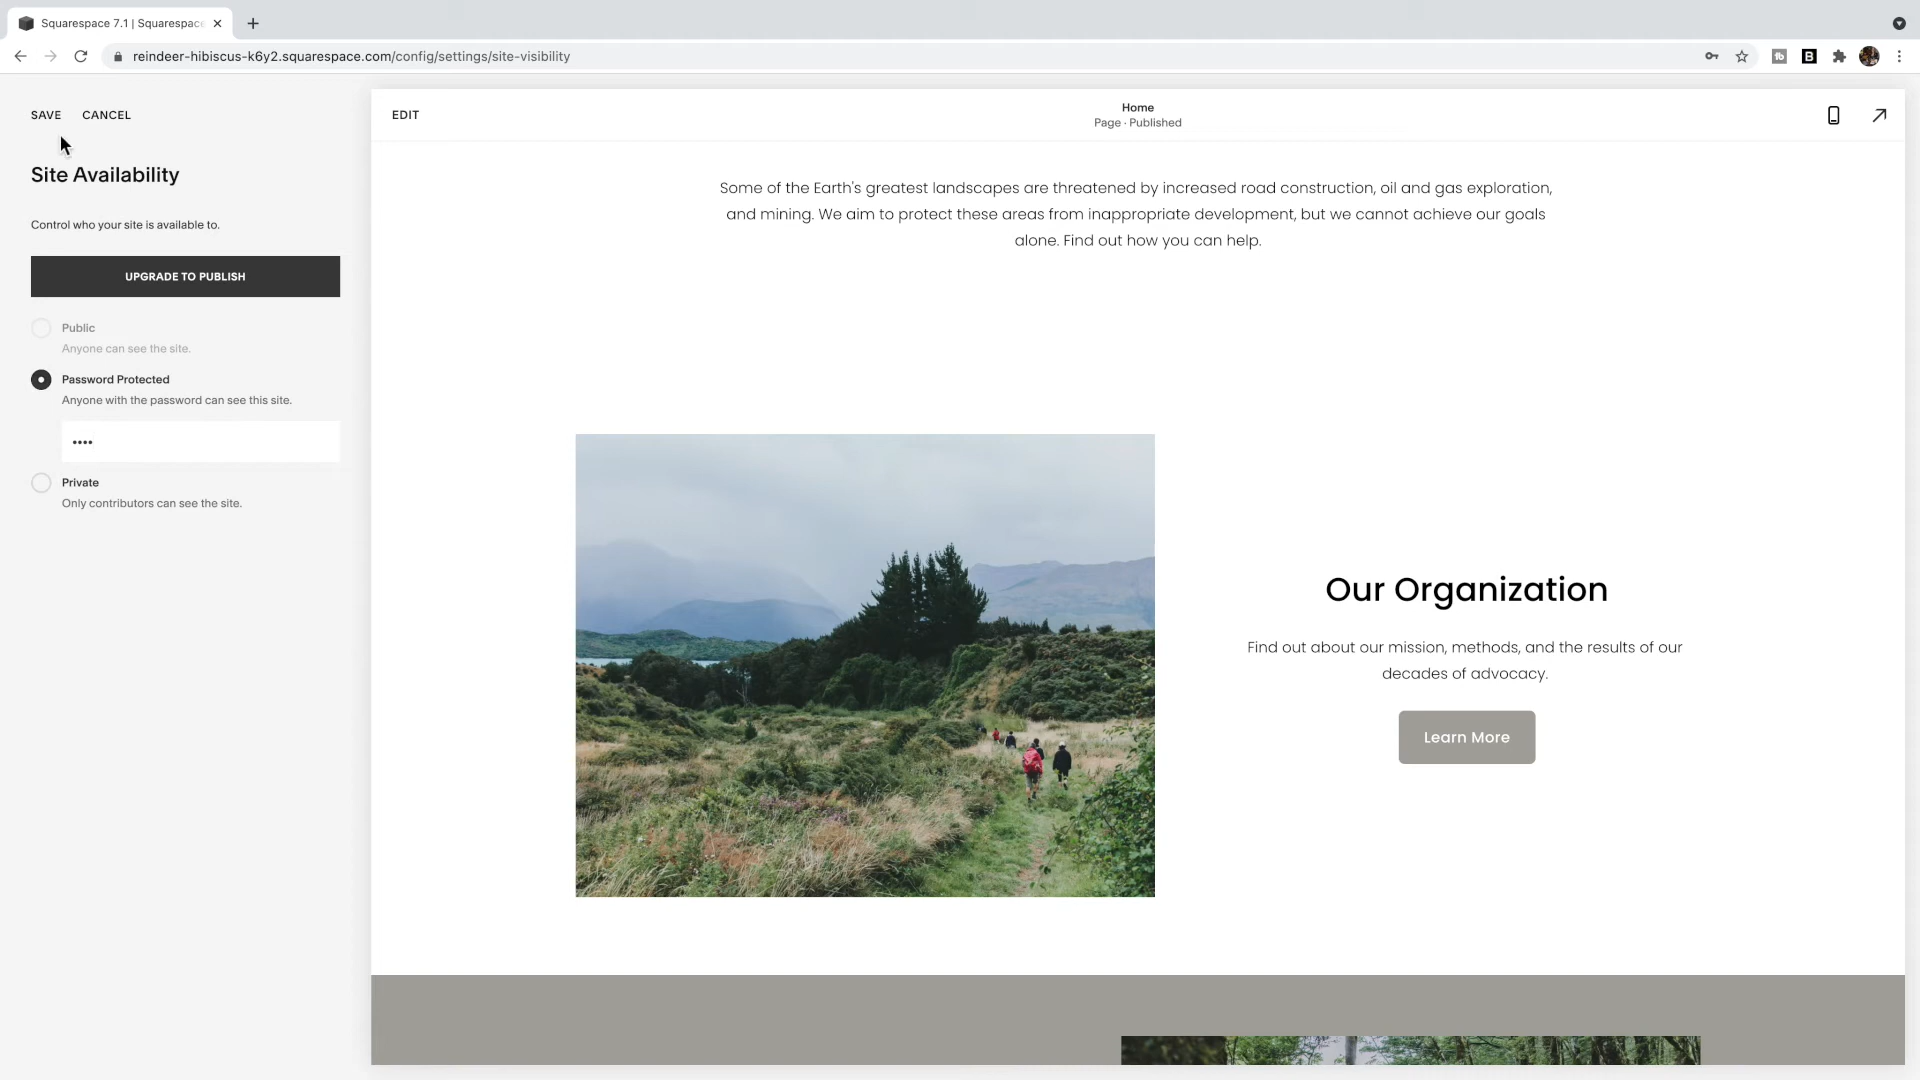 Squarespace 7.1 | Squarespace
reindeer-hibiscus-k6y2.squarespace.com/config/settings/site-visibility
SAVE CANCEL
Site Availability
Control who your site is available to.
UPGRADE TO PUBLISH
Public
Anyone can see the site.
Password Protected
Anyone with the password can see this site.
••••
Private
Only contributors can see the site.
EDIT
Home
Page · Published
Some of the Earth's greatest landscapes are threatened by increased road construction, oil and gas exploration,
and mining. We aim to protect these areas from inappropriate development, but we cannot achieve our goals
alone. Find out how you can help.
Our Organization
Find out about our mission, methods, and the results of our
decades of advocacy.
Learn More